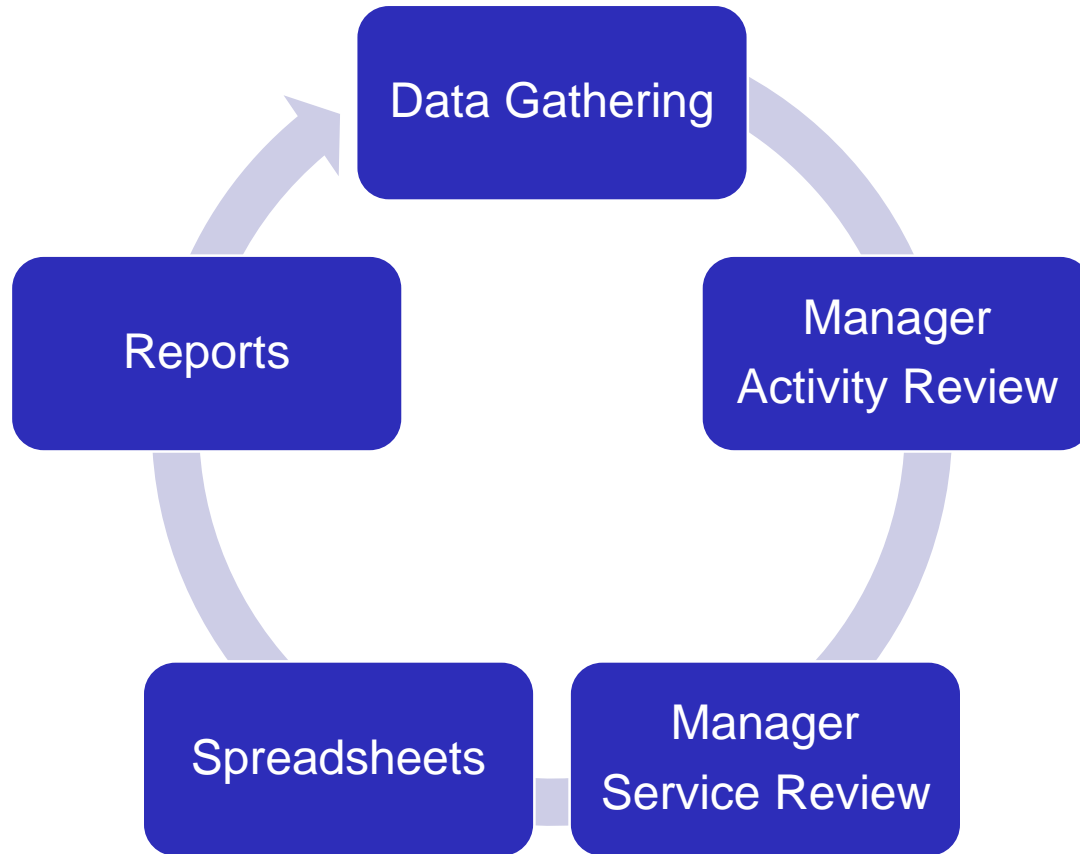 Data Gathering
Manager
Activity Review
Manager
Service Review
Spreadsheets
Reports